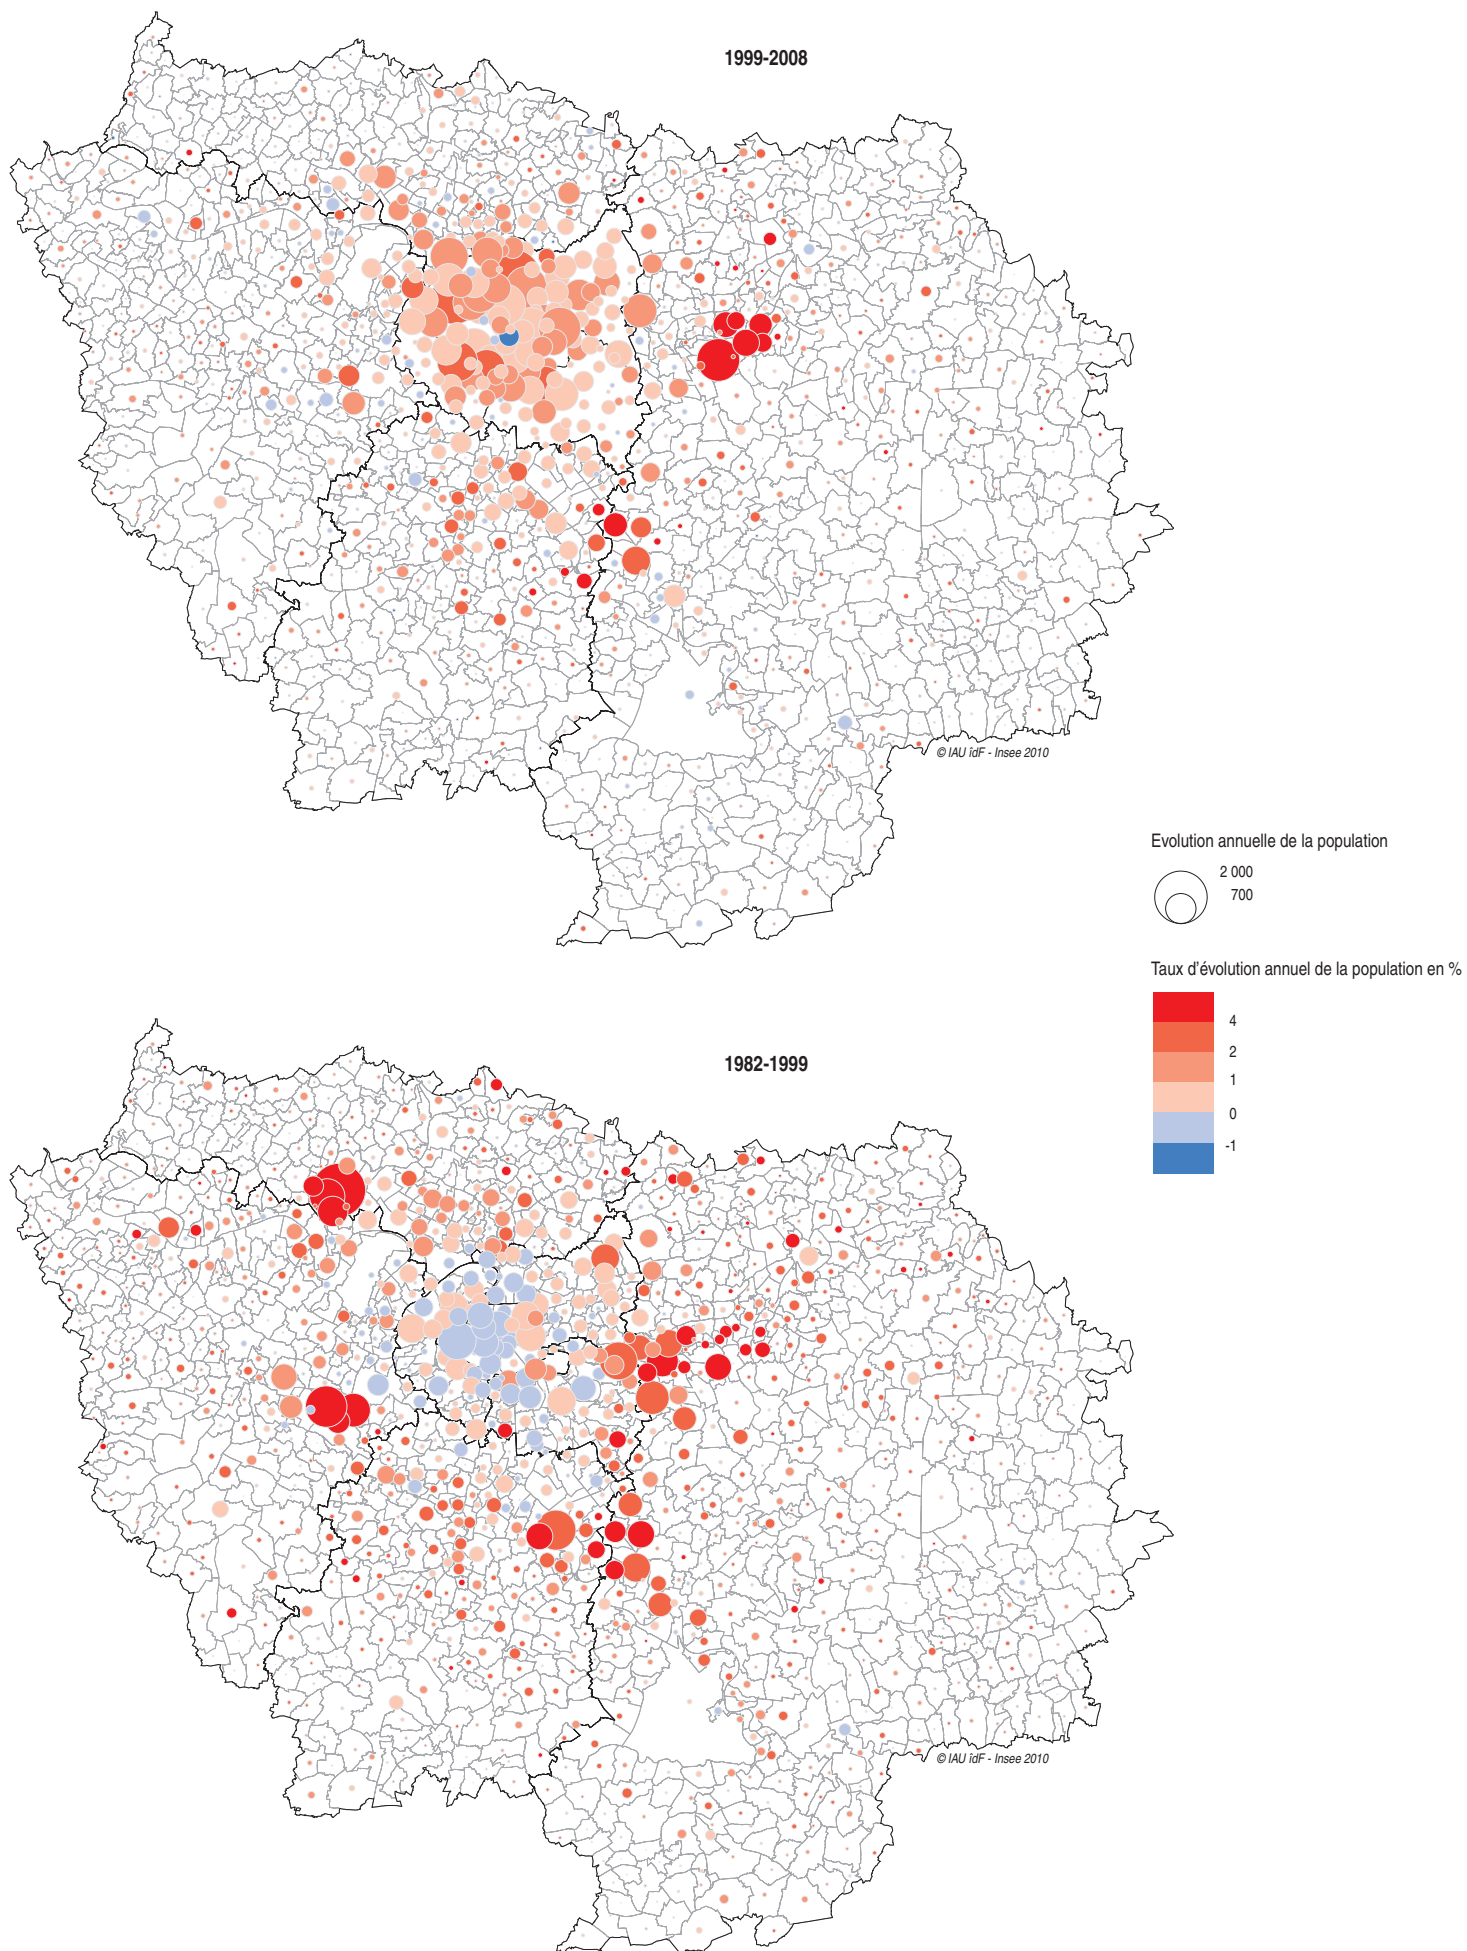 1999-2008
© IAU îdF - Insee 2010
Evolution annuelle de la population
2 000
700
Taux d'évolution annuel de la population en %
4
2
1
0
-1
1982-1999
© IAU îdF - Insee 2010